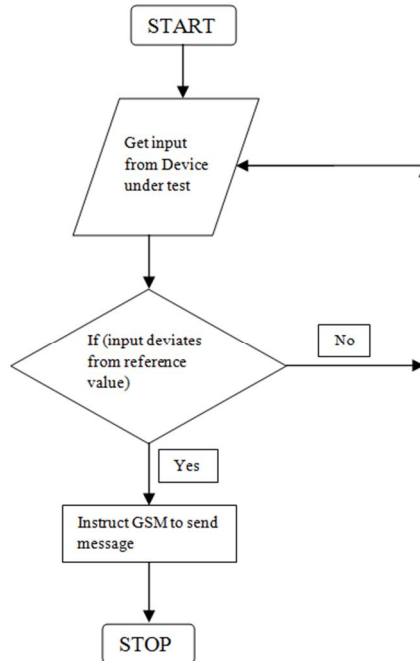 START
Get input
from Device
under test
If (input deviates
from reference
value)
No
Yes
Instruct GSM to send
message
STOP